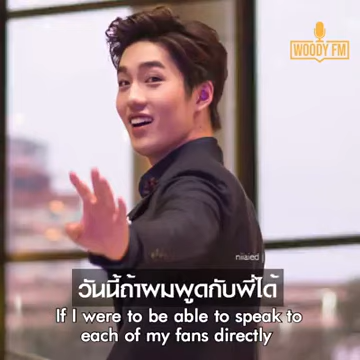 WOODY FM
niwed
วันนี้ถ้าผมพูดกับพี่ได้
If I were to be able to speak to
each of my fans directly